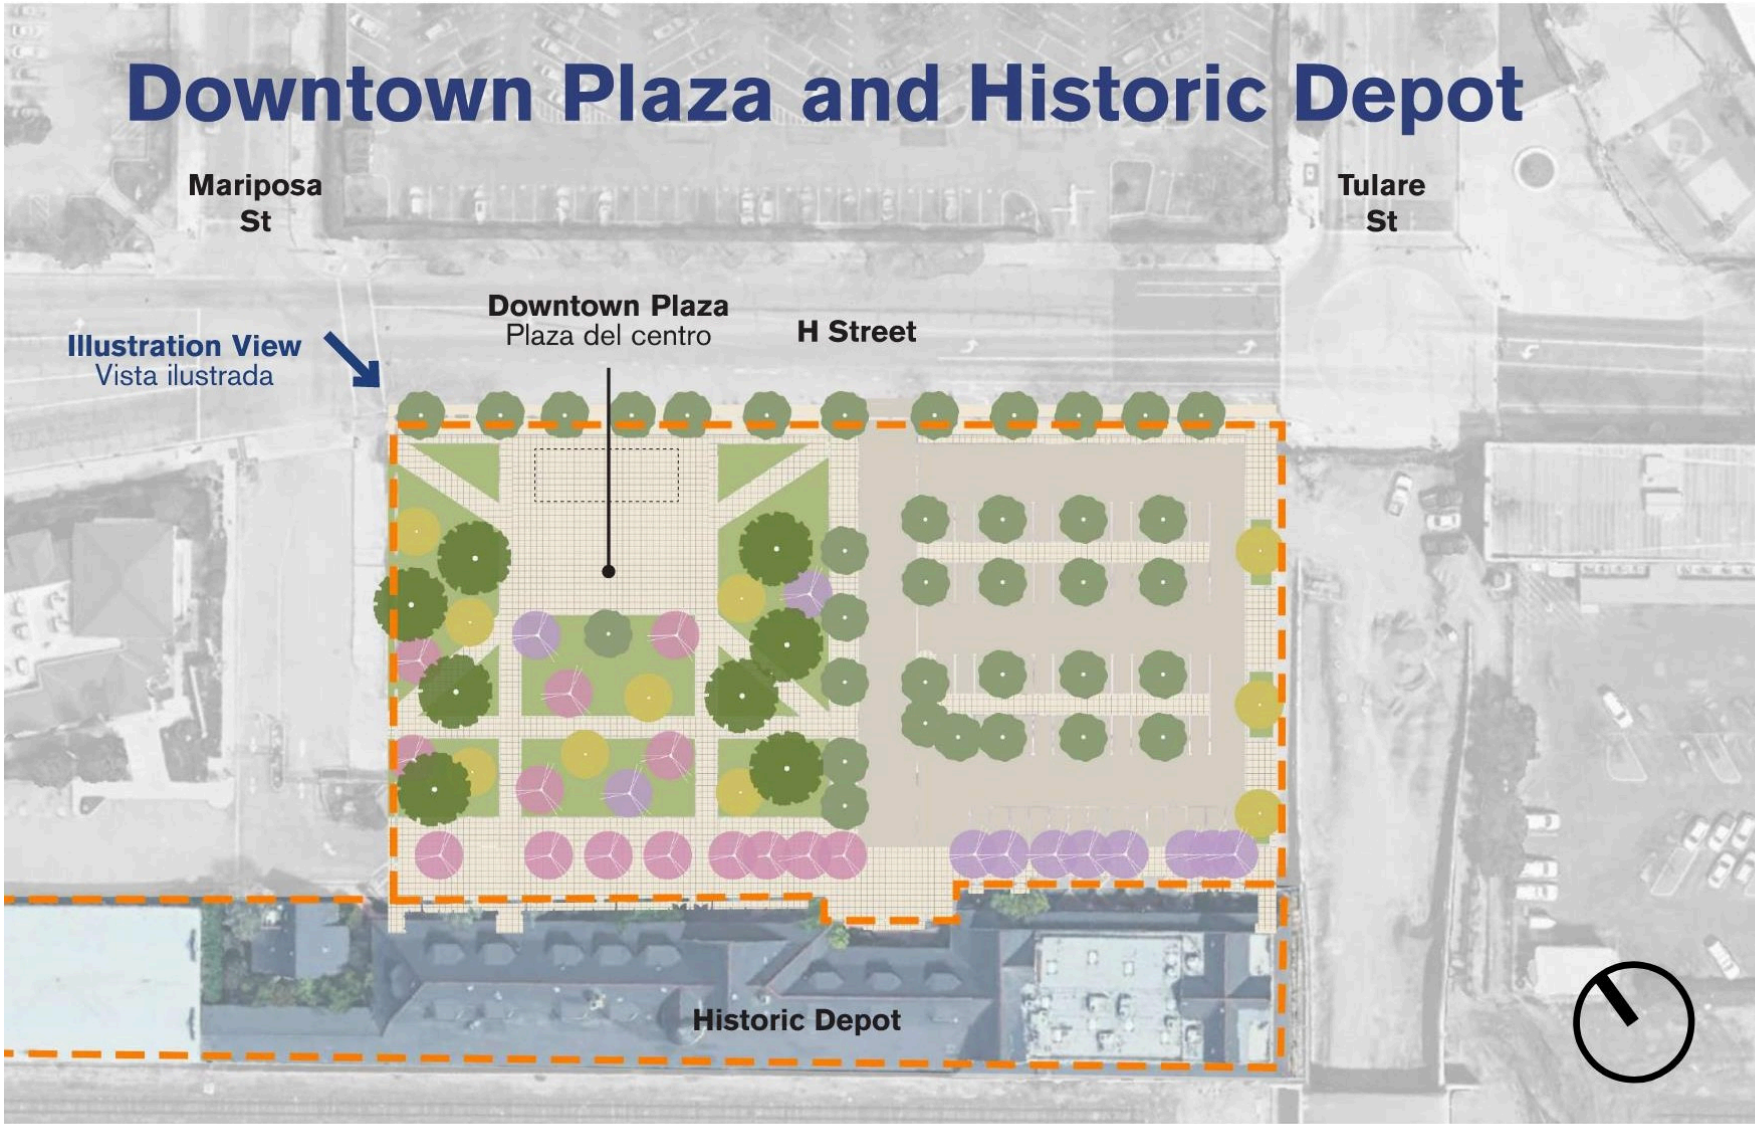 Downtown Plaza and Historic Depot
Mariposa
St
Tulare
St
Downtown Plaza
Plaza del centro
H Street
Illustration View
Vista ilustrada
Historic Depot